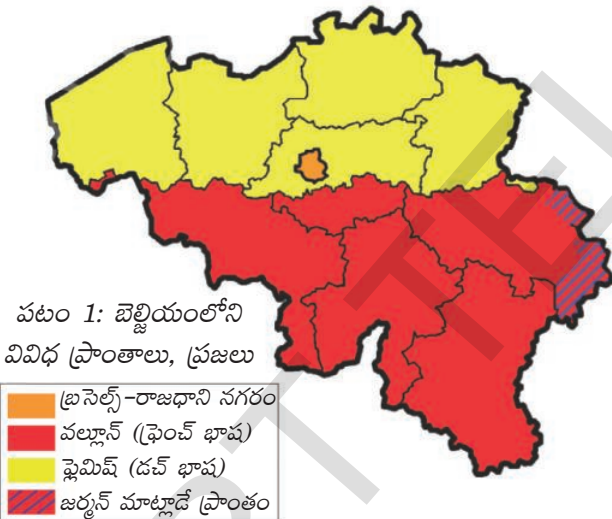 పటం 1: బెల్జియంలోని
వివిధ ప్రాంతాలు, ప్రజలు
బ్రసెల్స్-రాజధాని నగరం
వల్లూన్ (ఫ్రెంచ్ భాష)
ఫ్లెమిష్ (డచ్ భాష)
జర్మన్ మాట్లాడే ప్రాంతం